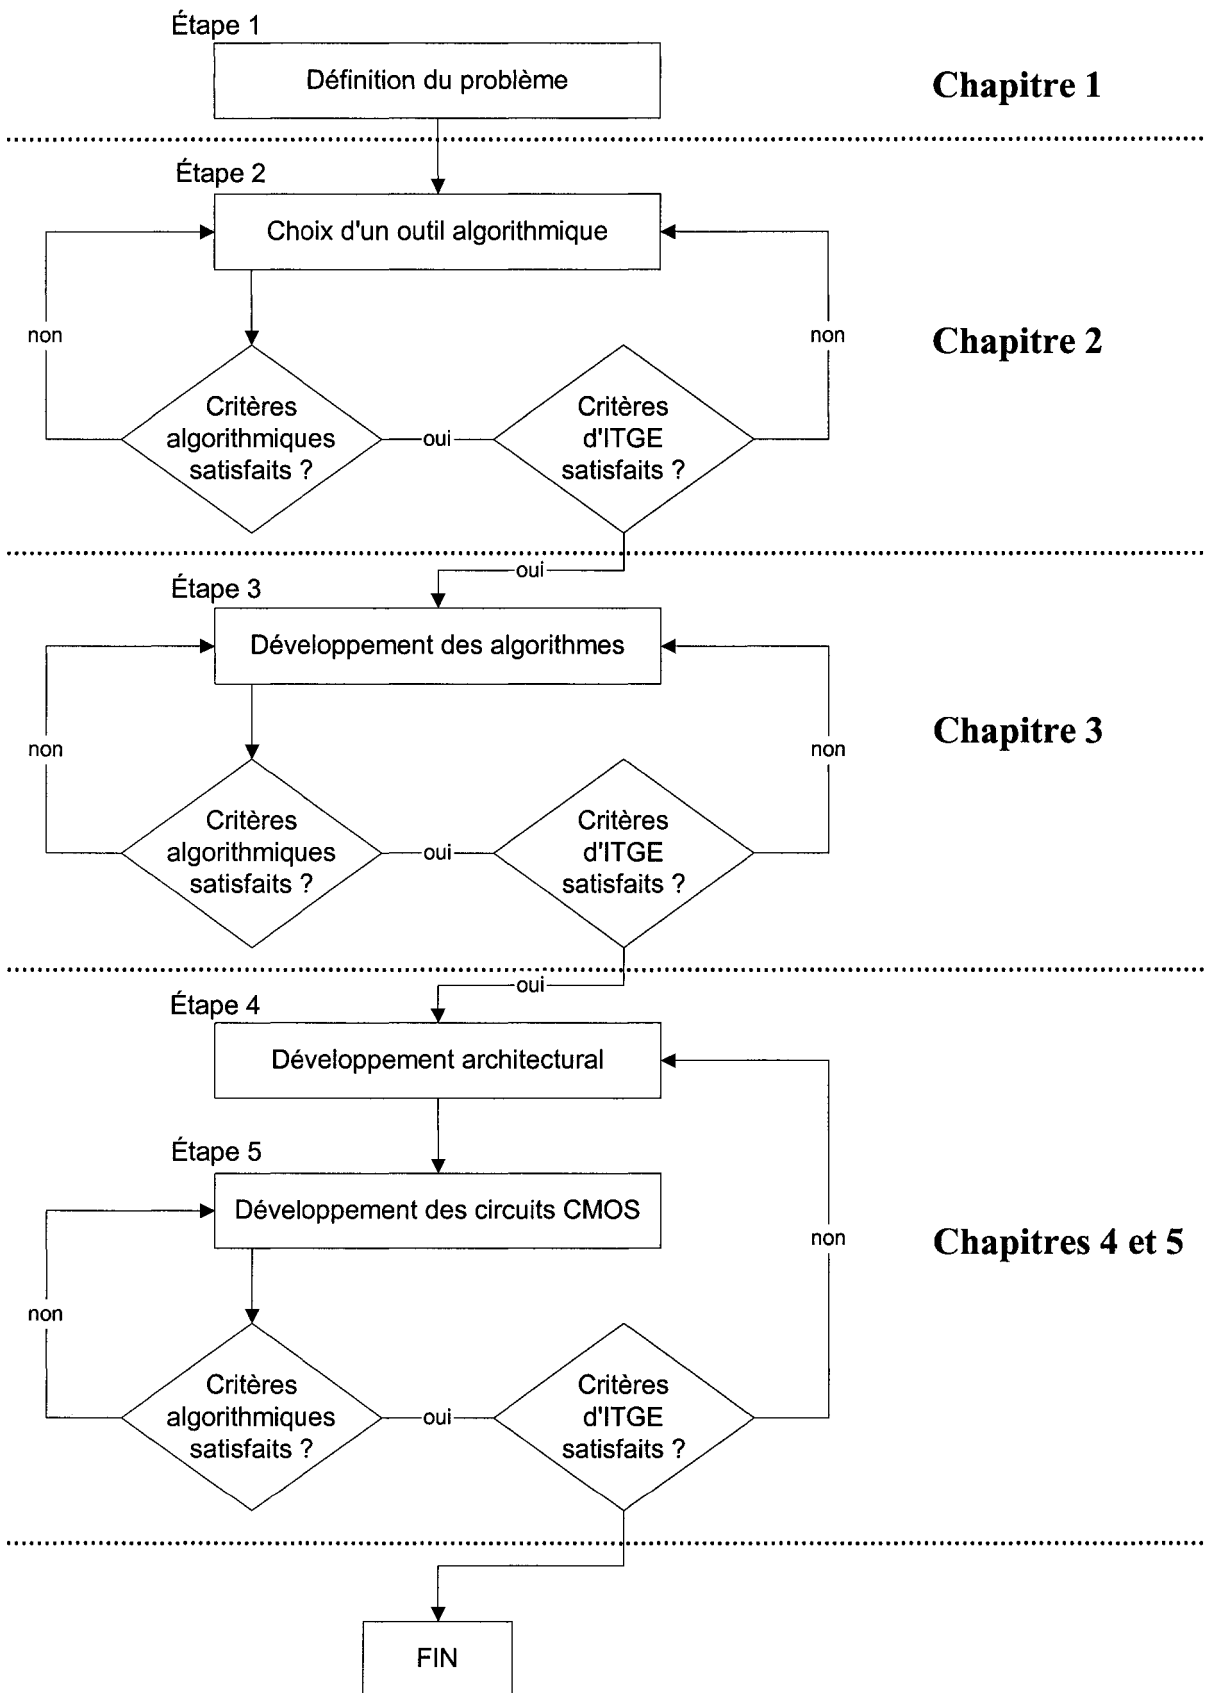 Étape 1
Définition du problème
Chapitre 1
Étape 2
Choix d'un outil algorithmique
non
non
Chapitre 2
Critères
algorithmiques
satisfaits ?
oui
Critères
d'ITGE
satisfaits ?
oui
Étape 3
Développement des algorithmes
non
non
Chapitre 3
Critères
algorithmiques
satisfaits ?
oui
Critères
d'ITGE
satisfaits ?
oui
Étape 4
Développement architectural
Étape 5
Développement des circuits CMOS
non
non
Chapitres 4 et 5
Critères
algorithmiques
satisfaits ?
oui
Critères
d'ITGE
satisfaits ?
FIN